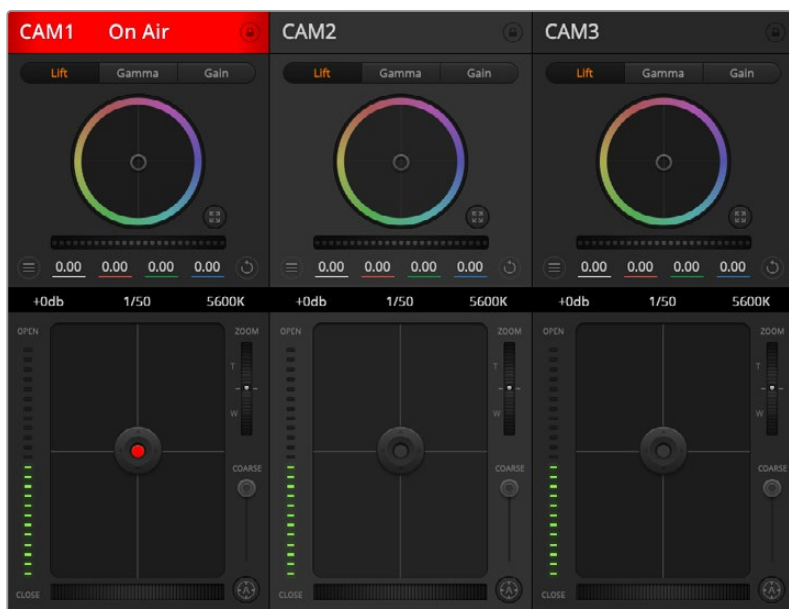 CAM1 On Air
Lift Gamma Gain
0.00 0.00 0.00 0.00
+0db 1/50 5600K
OPEN ZOOM
T
W
COARSE
CLOSE
A
CAM2
Lift Gamma Gain
0.00 0.00 0.00 0.00
+0db 1/50 5600K
ZOOM
T
W
COARSE
A
CAM3
Lift Gamma Gain
0.00 0.00 0.00 0.00
+0db 1/50 5600K
OPEN ZOOM
T
W
COARSE
CLOSE
A